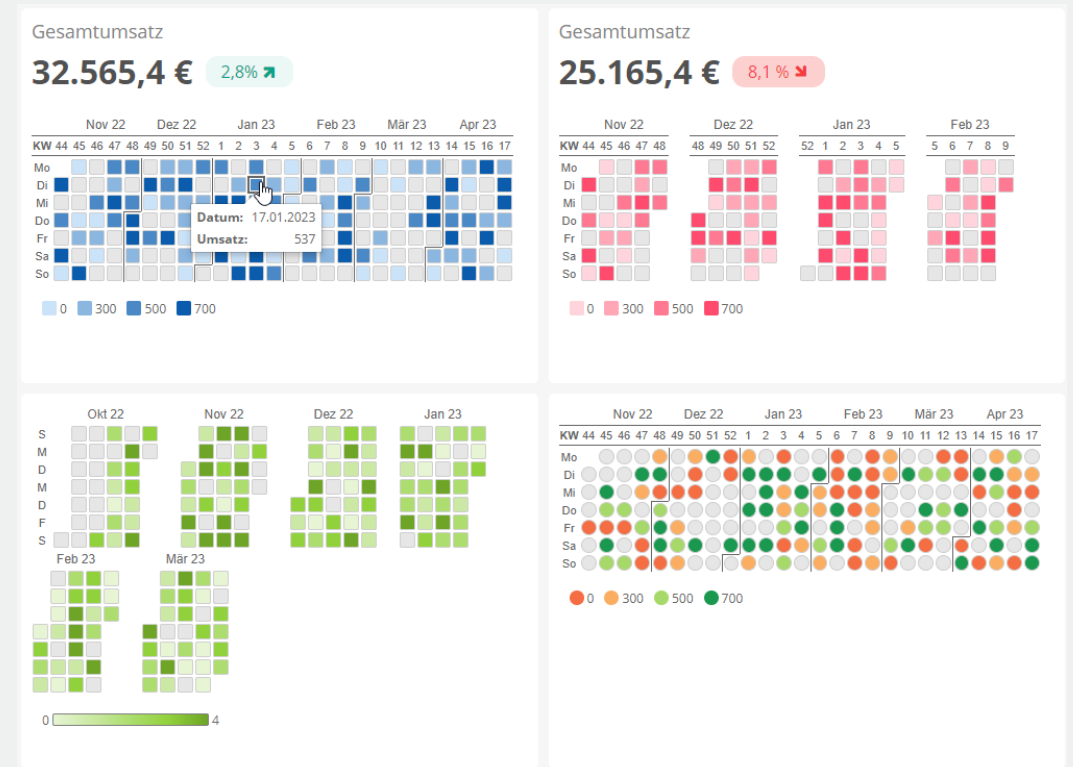 Gesamtumsatz
32.565,4 € 2,8%
Nov 22 Dez 22 Jan 23 Feb 23 Mär 23 Apr 23
KW 44 45 46 47 48 49 50 51 52 1 2 3 4 5 6 7 8 9 10 11 12 13 14 15 16 17
Mo
Di
Mi
Do
Fr
Sa
So
Datum: 17.01.2023
Umsatz: 537
0 300 500 700
Gesamtumsatz
25.165,4 € 8,1 %
Nov 22 Dez 22 Jan 23 Feb 23
KW 44 45 46 47 48 48 49 50 51 52 52 1 2 3 4 5 5 6 7 8 9
Mo
Di
Mi
Do
Fr
Sa
So
0 300 500 700
Okt 22 Nov 22 Dez 22 Jan 23
S
M
D
M
D
F
S
Feb 23 Mär 23
0 4
Nov 22 Dez 22 Jan 23 Feb 23 Mär 23 Apr 23
KW 44 45 46 47 48 49 50 51 52 1 2 3 4 5 6 7 8 9 10 11 12 13 14 15 16 17
Mo
Di
Mi
Do
Fr
Sa
So
0 300 500 700